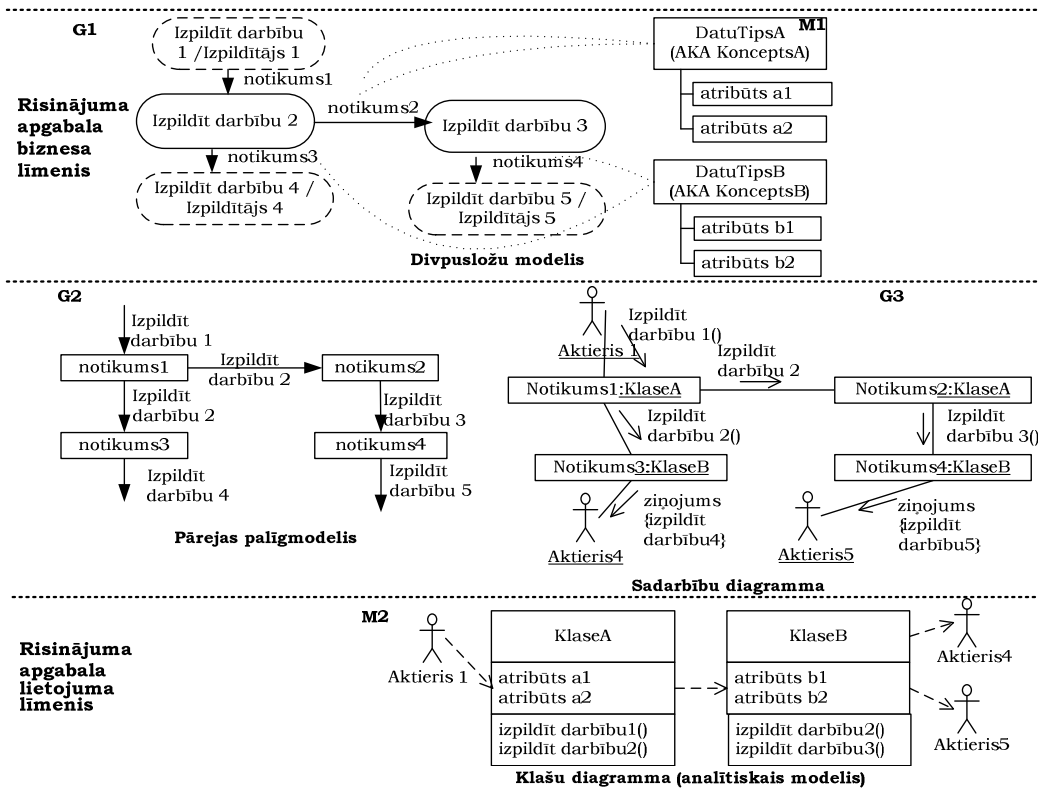 G1
M1
Izpildīt darbību
1 /Izpildītājs 1
notikums1
Risinājuma
apgabala
biznesa
līmenis
Izpildīt darbību 2
notikums2
Izpildīt darbību 3
notikums3
notikums4
Izpildīt darbību 4 /
Izpildītājs 4
Izpildīt darbību 5 /
Izpildītājs 5
DatuTipsA
(AKA KonceptsA)
atribūts a1
atribūts a2
DatuTipsB
(AKA KonceptsB)
atribūts b1
atribūts b2
Divpusložu modelis
G2
Izpildīt
darbību 1
notikums1
Izpildīt
darbību 2
notikums2
Izpildīt
darbību 2
Izpildīt
darbību 3
notikums3
notikums4
Izpildīt
darbību 4
Izpildīt
darbību 5
Pārejas palīgmodelis
G3
Izpildīt
darbību 1()
Aktieris 1
Izpildīt
darbību 2
Notikums1:KlaseA
Notikums2:KlaseA
Izpildīt
darbību 2()
Izpildīt
darbību 3()
Notikums3:KlaseB
Notikums4:KlaseB
ziņojums
{izpildīt
darbību4}
Aktieris4
ziņojums
{izpildīt
darbību5}
Aktieris5
Sadarbību diagramma
M2
Risinājuma
apgabala
lietojuma
līmenis
Aktieris 1
KlaseA
atribūts a1
atribūts a2
izpildīt darbību1()
izpildīt darbību2()
KlaseB
atribūts b1
atribūts b2
izpildīt darbību2()
izpildīt darbību3()
Aktieris4
Aktieris5
Klašu diagramma (analītiskais modelis)